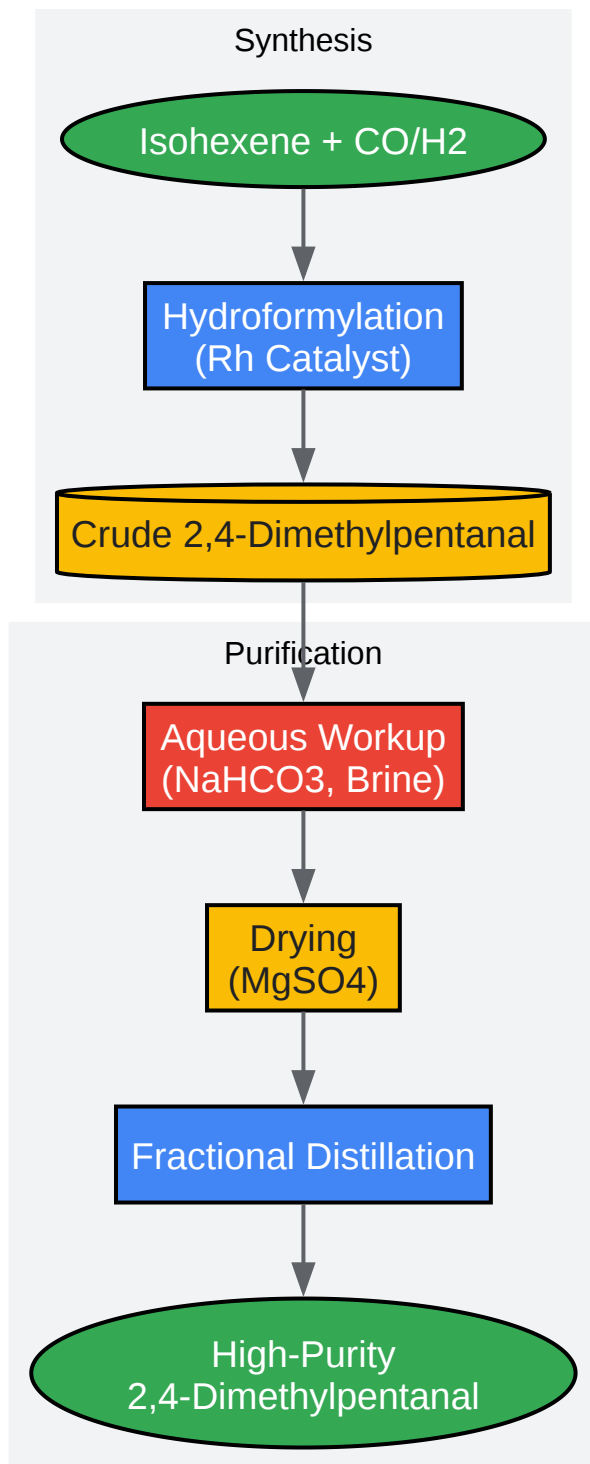 Synthesis
Isohexene + CO/H2
Hydroformylation
(Rh Catalyst)
Crude 2,4-Dimethylpentanal
Purification
Aqueous Workup
(NaHCO3, Brine)
Drying
(MgSO4)
Fractional Distillation
High-Purity
2,4-Dimethylpentanal